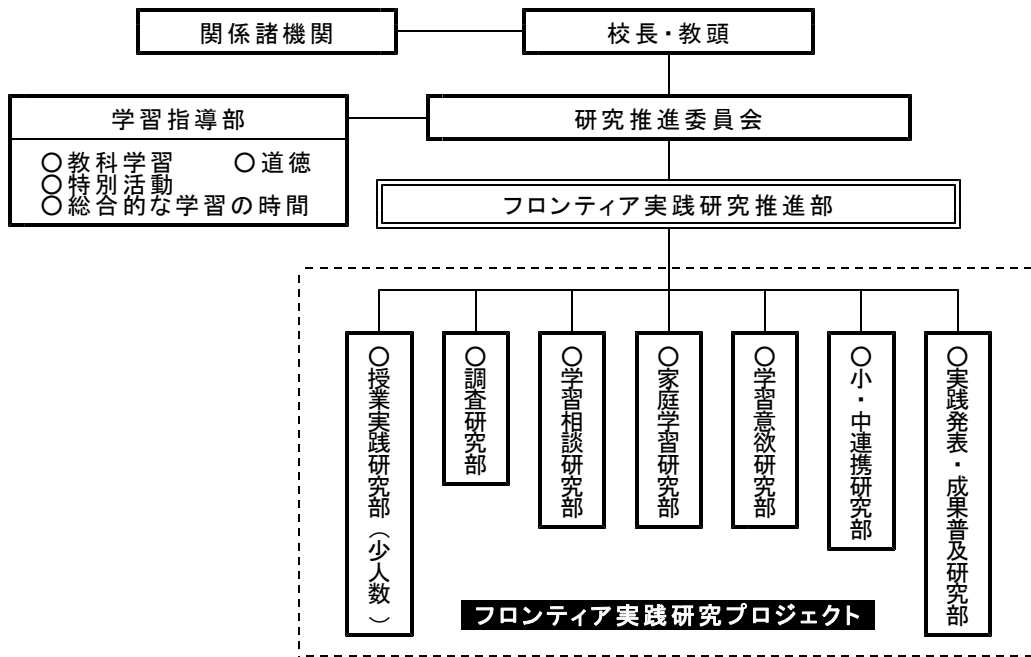 関係諸機関
校長・教頭
学習指導部
研究推進委員会
○教科学習　○道徳
○特別活動
○総合的な学習の時間
フロンティア実践研究推進部
○授業実践研究部（少人数）
○調査研究部
○学習相談研究部
○家庭学習研究部
○学習意欲研究部
○小・中連携研究部
○実践発表・成果普及研究部
フロンティア実践研究プロジェクト